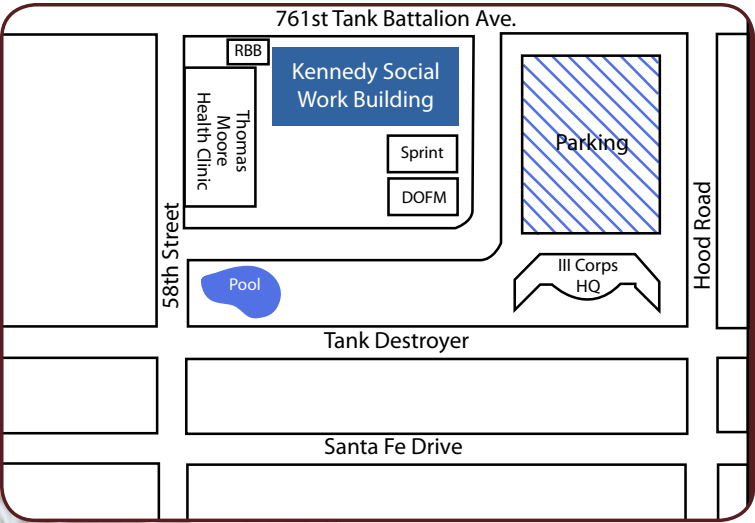 761st Tank Battalion Ave.
RBB
Kennedy Social
Work Building
Thomas
Moore
Health Clinic
Sprint
DOFM
Parking
58th Street
Hood Road
Pool
III Corps
HQ
Tank Destroyer
Santa Fe Drive